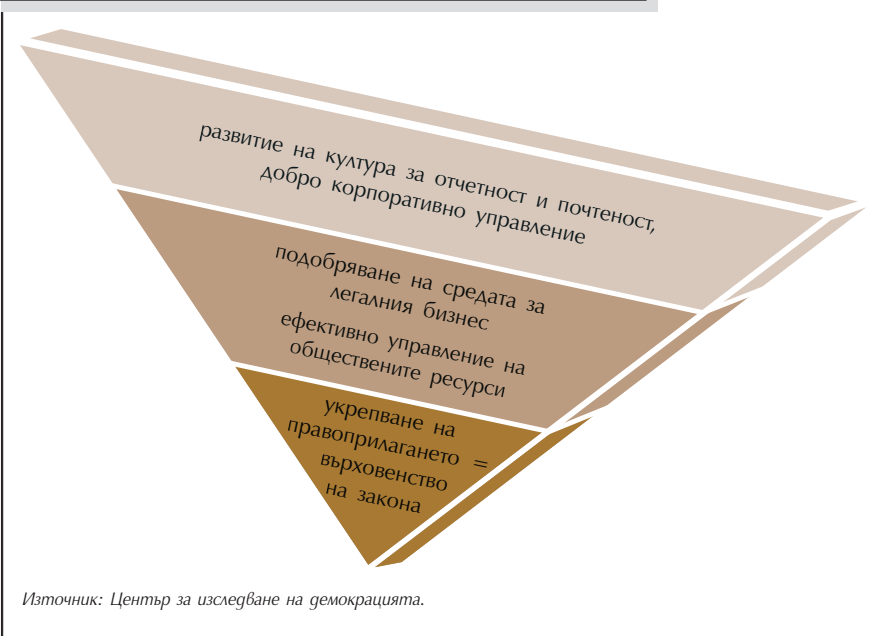 развитие на култура за отчетност и почтеност,
добро корпоративно управление
подобряване на средата за
легалния бизнес
ефективно управление на
обществените ресурси
укрепване на
правоприлагането =
върховенство
на закона
Източник: Център за изследване на демокрацията.